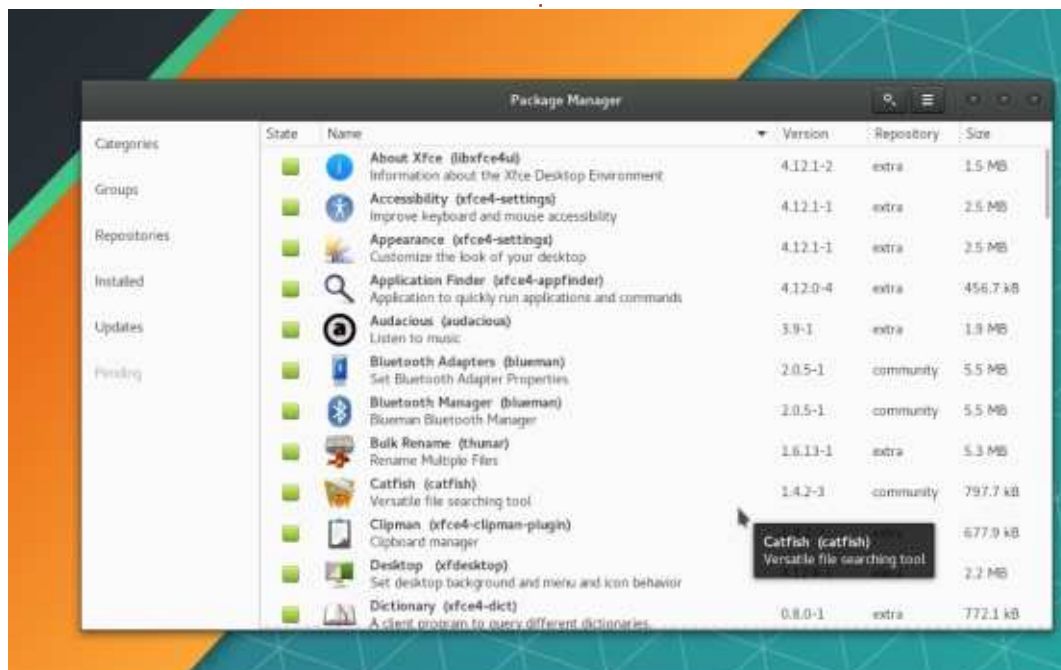 Package Manager
Categories
Groups
Repositories
Installed
Updates
Pending
State Name Version Repository Size
About Xfce (libxfce4ui)
Information about the Xfce Desktop Environment
4.12.1-2 extra 1.5 MB
Accessibility (xfce4-settings)
Improve keyboard and mouse accessibility
4.12.1-1 extra 2.5 MB
Appearance (xfce4-settings)
Customize the look of your desktop
4.12.1-1 extra 2.5 MB
Application Finder (xfce4-appfinder)
Application to quickly run applications and commands
4.12.0-4 extra 456.7 kB
Audacious (audacious)
Listen to music
3.9-1 extra 1.9 MB
Bluetooth Adapters (blueman)
Set Bluetooth Adapter Properties
2.0.5-1 community 5.5 MB
Bluetooth Manager (blueman)
Blueman Bluetooth Manager
2.0.5-1 community 5.5 MB
Bulk Rename (thunar)
Rename Multiple Files
1.6.13-1 extra 5.3 MB
Catfish (catfish)
Versatile file searching tool
1.4.2-3 community 797.7 kB
Clipman (xfce4-clipman-plugin)
Clipboard manager
677.9 kB
Catfish (catfish)
Versatile file searching tool
Desktop (xfdesktop)
Set desktop background and menu and icon behavior
2.2 MB
Dictionary (xfce4-dict)
A client program to query different dictionaries.
0.8.0-1 extra 772.1 kB